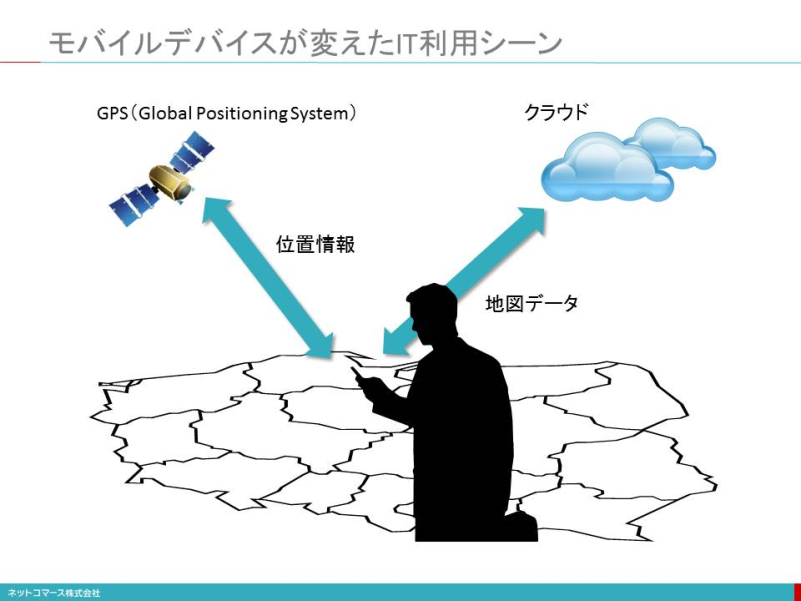 モバイルデバイスが変えたIT利用シーン
GPS（Global Positioning System）
クラウド
位置情報
地図データ
ネットコマース株式会社